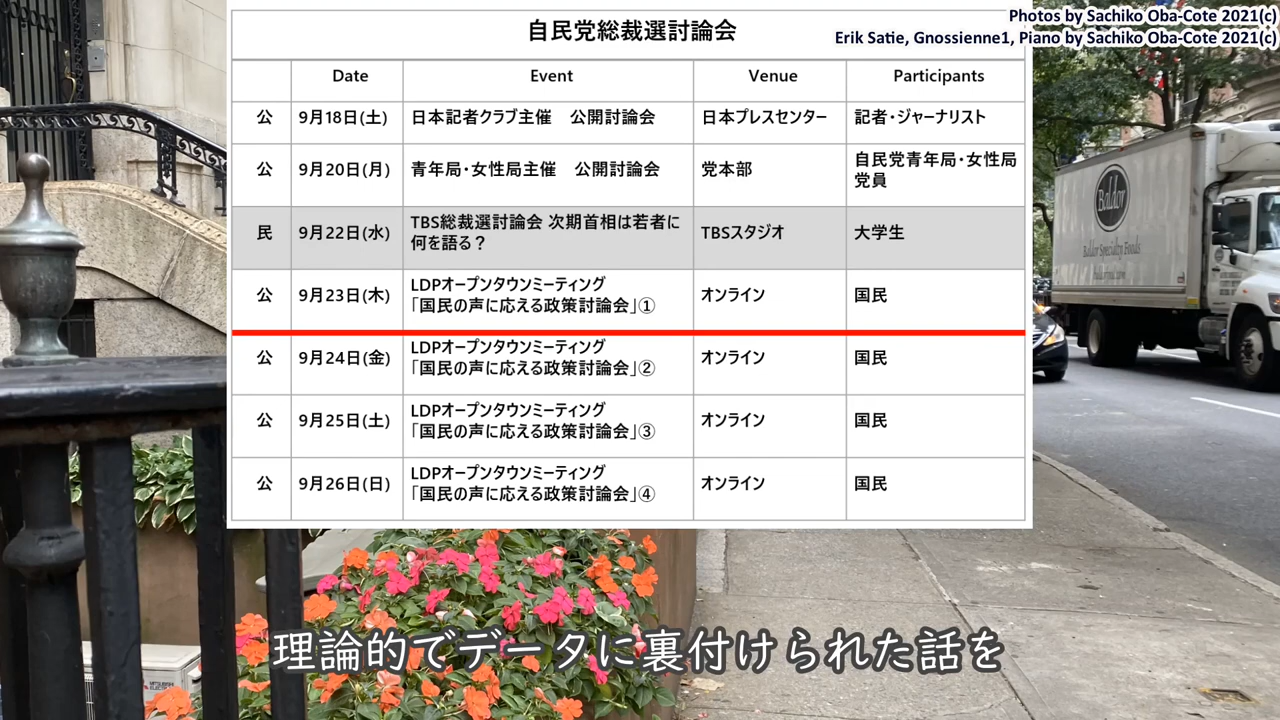 Photos by Sachiko Oba-Cote 2021(c)
Erik Satie, Gnossienne1, Piano by Sachiko Oba-Cote 2021(c)
自民党総裁選討論会
Date Event Venue Participants
公 9月18日(土) 日本記者クラブ主催　公開討論会 日本プレスセンター 記者・ジャーナリスト
公 9月20日(月) 青年局・女性局主催　公開討論会 党本部 自民党青年局・女性局
党員
民 9月22日(水) TBS総裁選討論会 次期首相は若者に TBSスタジオ 大学生
何を語る？
公 9月23日(木) LDPオープンタウンミーティング オンライン 国民
「国民の声に応える政策討論会」①
公 9月24日(金) LDPオープンタウンミーティング オンライン 国民
「国民の声に応える政策討論会」②
公 9月25日(土) LDPオープンタウンミーティング オンライン 国民
「国民の声に応える政策討論会」③
公 9月26日(日) LDPオープンタウンミーティング オンライン 国民
「国民の声に応える政策討論会」④
Baldor
Baldor Specialty Foods
理論的でデータに裏付けられた話を